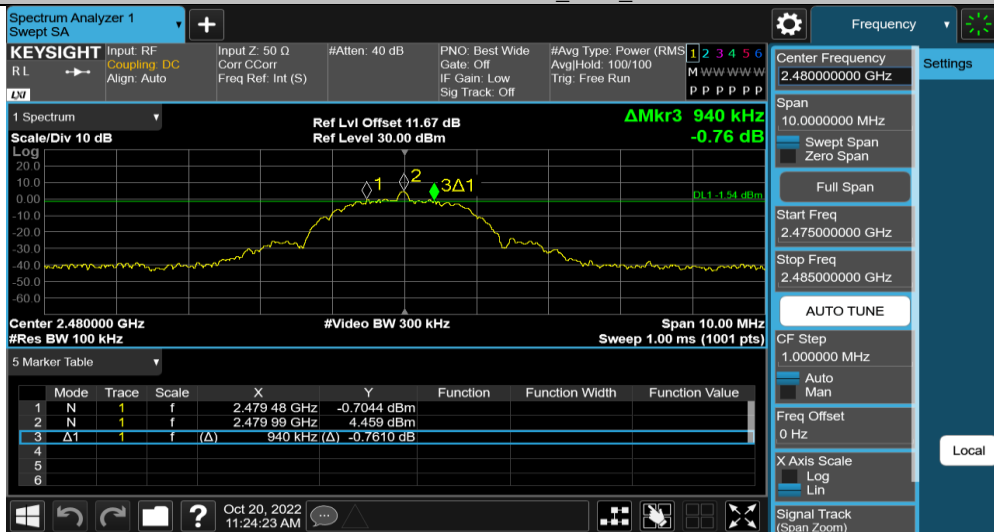 Spectrum Analyzer 1
Swept SA
Frequency
KEYSIGHT
R L
LXI
Input: RF
Coupling: DC
Align: Auto
Input Z: 50 Ω
Corr CCorr
Freq Ref: Int (S)
#Atten: 40 dB
PNO: Best Wide
Gate: Off
IF Gain: Low
Sig Track: Off
#Avg Type: Power (RMS
Avg|Hold: 100/100
Trig: Free Run
1 2 3 4 5 6
M W W W W W
P P P P P P
1 Spectrum
Scale/Div 10 dB
Ref Lvl Offset 11.67 dB
Ref Level 30.00 dBm
ΔMkr3 940 kHz
-0.76 dB
Log
20.0
10.0
0.00
-10.0
-20.0
-30.0
-40.0
-50.0
-60.0
1
2
3Δ1
DL1 -1.54 dBm
Center 2.480000 GHz
#Res BW 100 kHz
#Video BW 300 kHz
Span 10.00 MHz
Sweep 1.00 ms (1001 pts)
5 Marker Table
Mode Trace Scale X Y Function Function Width Function Value
1 N 1 f 2.479 48 GHz -0.7044 dBm
2 N 1 f 2.479 99 GHz 4.459 dBm
3 Δ1 1 f (Δ) 940 kHz (Δ) -0.7610 dB
4
5
6
Oct 20, 2022
11:24:23 AM
Center Frequency
2.480000000 GHz
Span
10.0000000 MHz
Swept Span
Zero Span
Full Span
Start Freq
2.475000000 GHz
Stop Freq
2.485000000 GHz
AUTO TUNE
CF Step
1.000000 MHz
Auto
Man
Freq Offset
0 Hz
X Axis Scale
Log
Lin
Signal Track
(Span Zoom)
Settings
Local